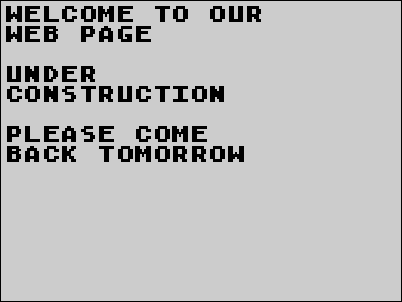 WELCOME TO OUR
WEB PAGE
UNDER
CONSTRUCTION
PLEASE COME
BACK TOMORROW